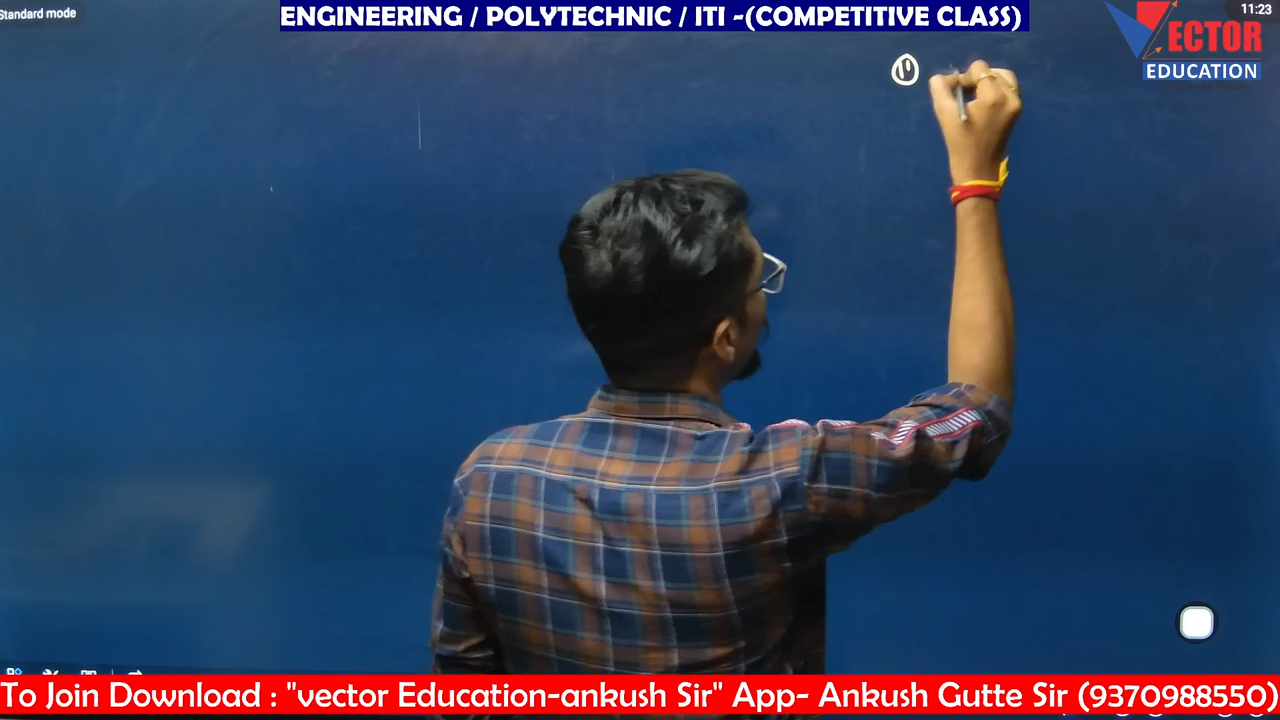 Standard mode
ENGINEERING / POLYTECHNIC / ITI -(COMPETITIVE CLASS)
11:23
VECTOR
EDUCATION
To Join Download : "vector Education-ankush Sir" App- Ankush Gutte Sir (9370988550)